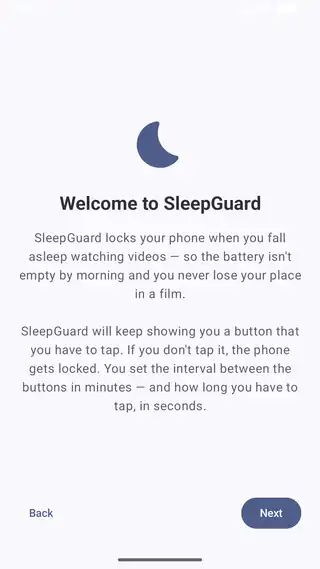 Welcome to SleepGuard
SleepGuard locks your phone when you fall
asleep watching videos — so the battery isn't
empty by morning and you never lose your place
in a film.
SleepGuard will keep showing you a button that
you have to tap. If you don't tap it, the phone
gets locked. You set the interval between the
buttons in minutes — and how long you have to
tap, in seconds.
Back
Next